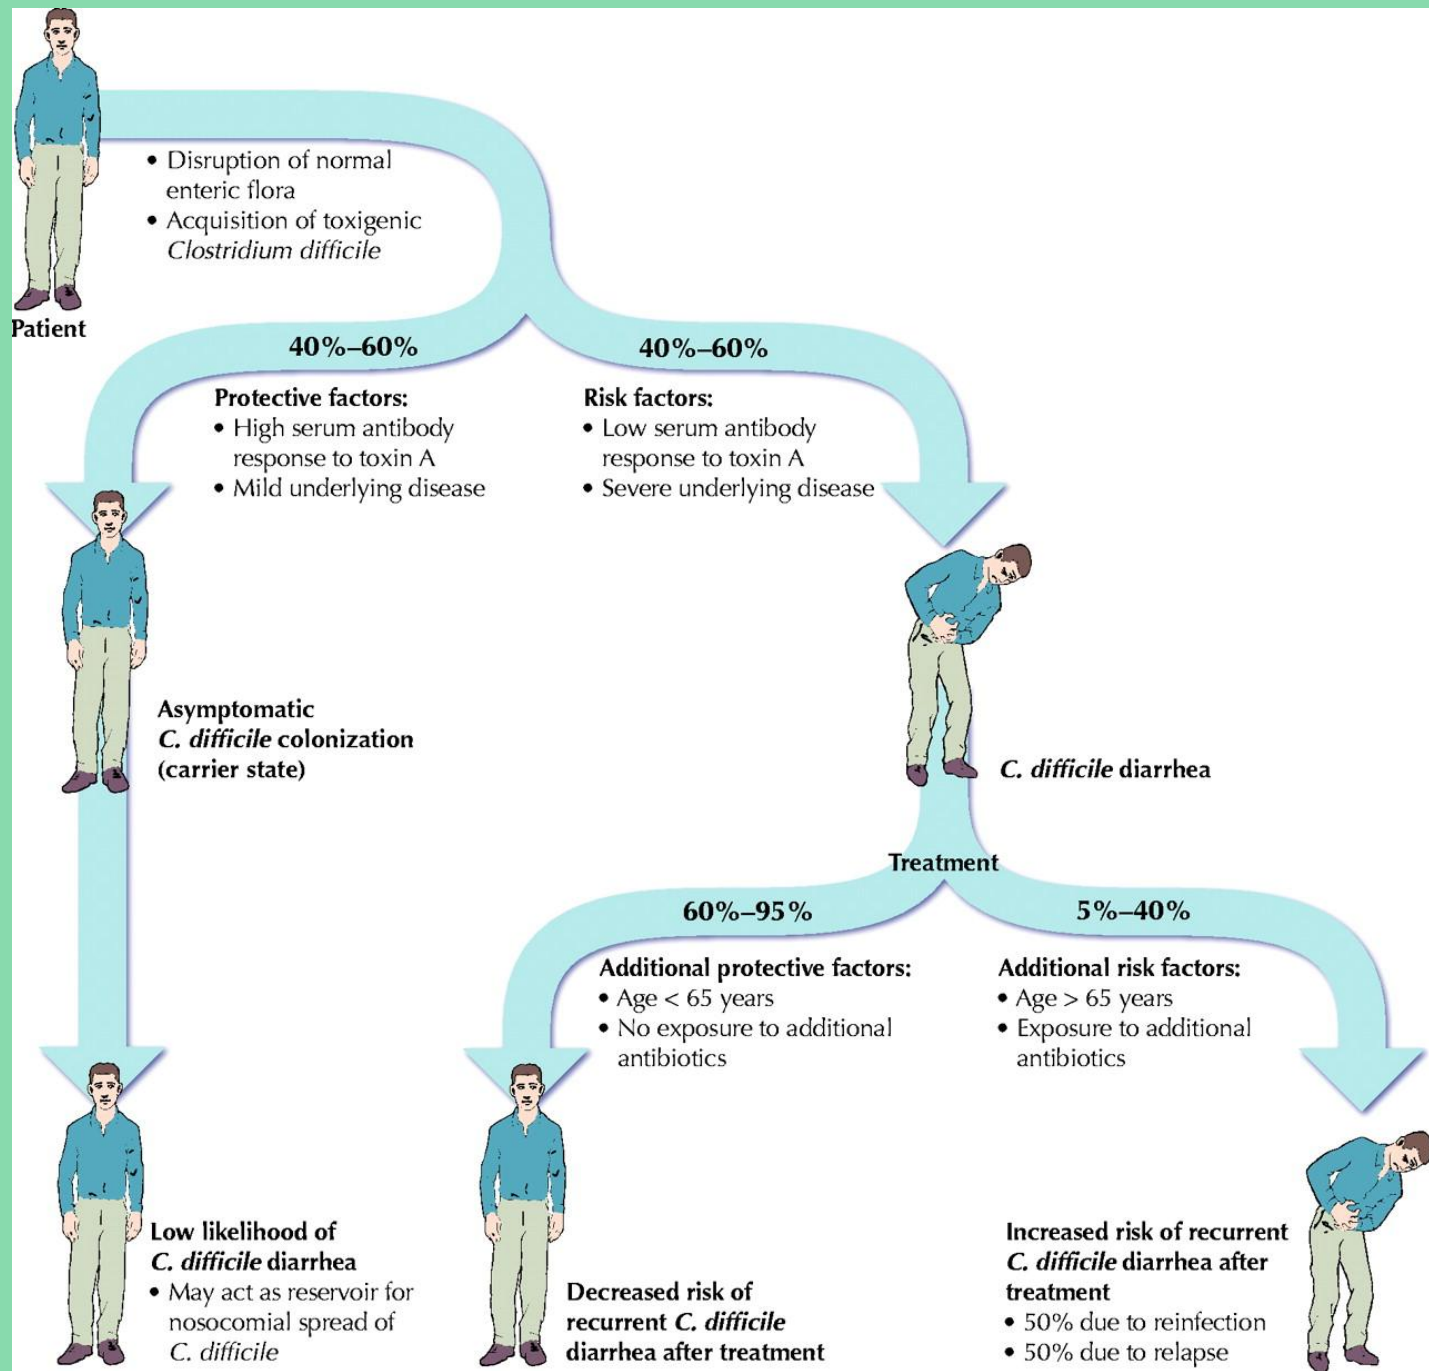 • Disruption of normal
enteric flora
• Acquisition of toxigenic
Clostridium difficile
Patient
40%–60%
40%–60%
Protective factors:
• High serum antibody
response to toxin A
• Mild underlying disease
Risk factors:
• Low serum antibody
response to toxin A
• Severe underlying disease
Asymptomatic
C. difficile colonization
(carrier state)
C. difficile diarrhea
Treatment
60%–95%
5%–40%
Additional protective factors:
• Age < 65 years
• No exposure to additional
antibiotics
Additional risk factors:
• Age > 65 years
• Exposure to additional
antibiotics
Low likelihood of
C. difficile diarrhea
• May act as reservoir for
nosocomial spread of
C. difficile
Decreased risk of
recurrent C. difficile
diarrhea after treatment
Increased risk of recurrent
C. difficile diarrhea after
treatment
• 50% due to reinfection
• 50% due to relapse